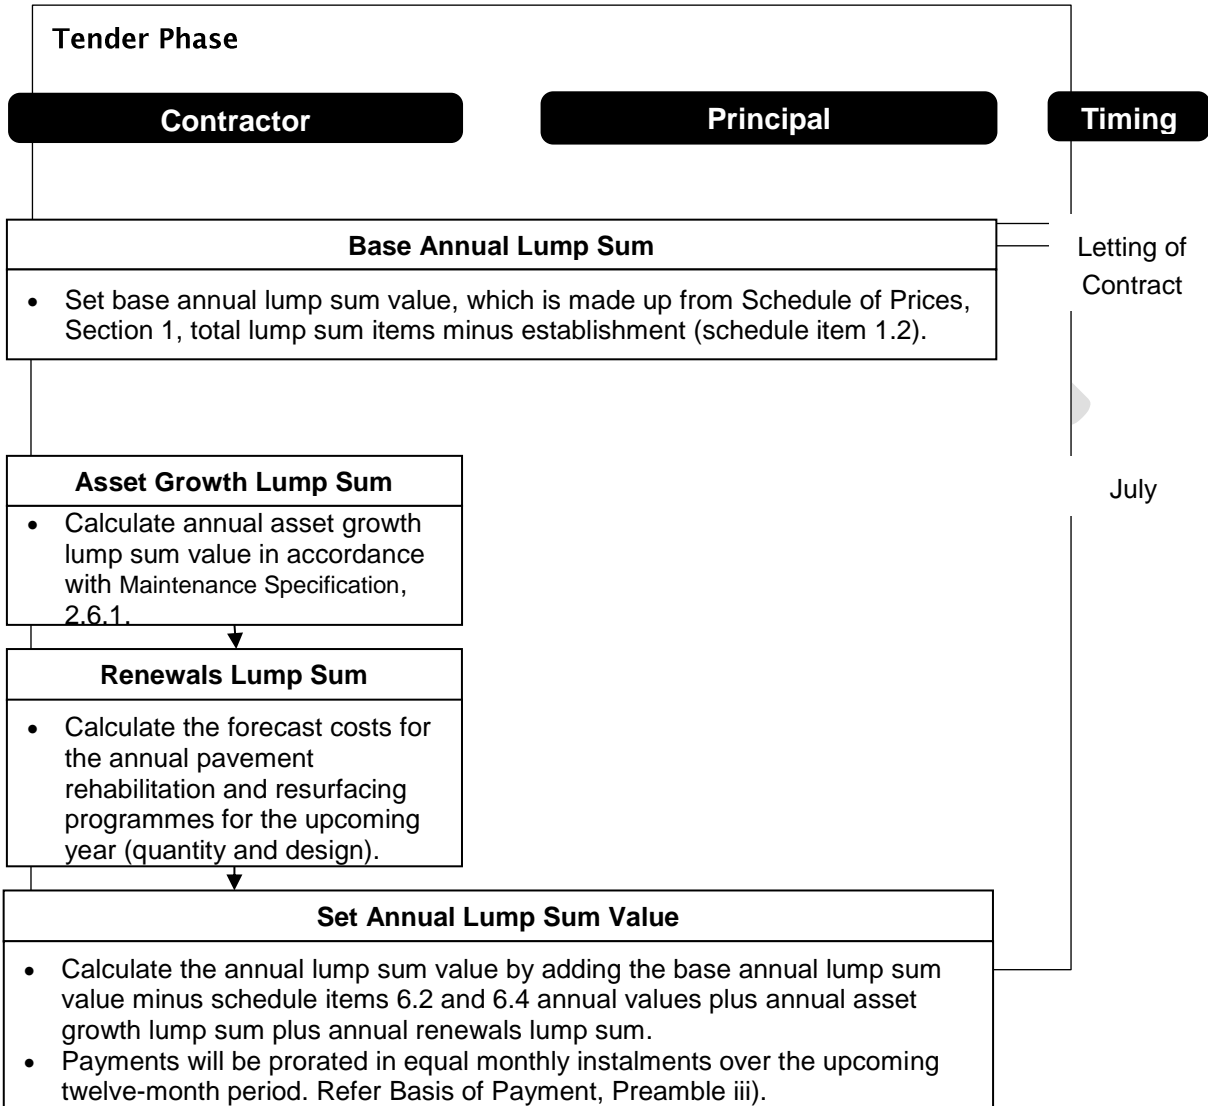 Tender Phase
Contractor
Principal
Timing
Base Annual Lump Sum
• Set base annual lump sum value, which is made up from Schedule of Prices,
Section 1, total lump sum items minus establishment (schedule item 1.2).
Letting of
Contract
Asset Growth Lump Sum
• Calculate annual asset growth
lump sum value in accordance
with Maintenance Specification,
2.6.1.
July
Renewals Lump Sum
• Calculate the forecast costs for
the annual pavement
rehabilitation and resurfacing
programmes for the upcoming
year (quantity and design).
Set Annual Lump Sum Value
• Calculate the annual lump sum value by adding the base annual lump sum
value minus schedule items 6.2 and 6.4 annual values plus annual asset
growth lump sum plus annual renewals lump sum.
• Payments will be prorated in equal monthly instalments over the upcoming
twelve-month period. Refer Basis of Payment, Preamble iii).